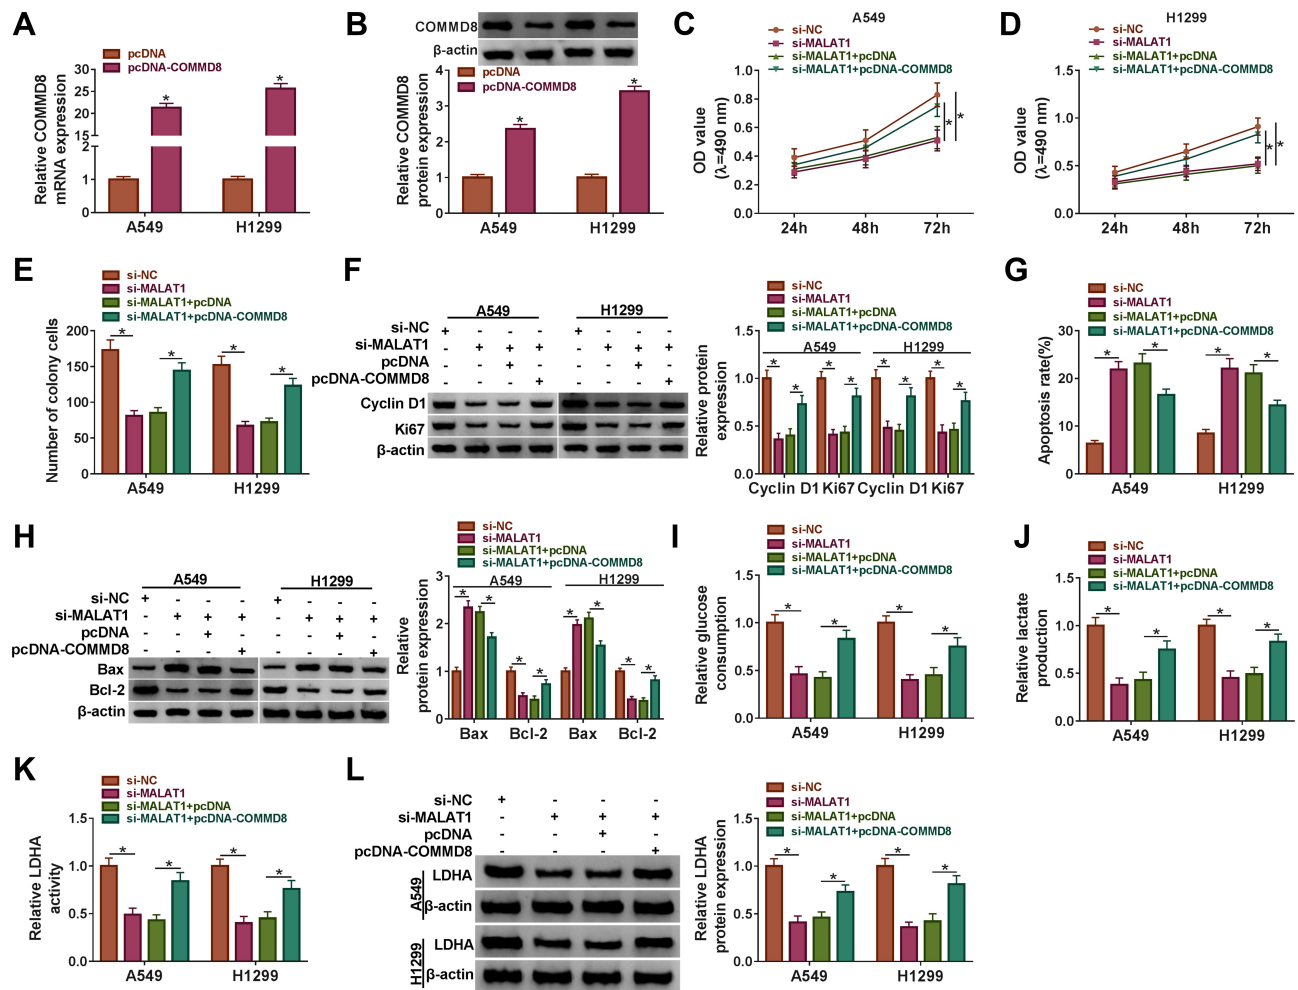 A
pcDNA
pcDNA-COMMD8
Relative COMMD8
mRNA expression
30
25
20
15
2
1
0
A549 H1299
B
COMMD8
β-actin
pcDNA
pcDNA-COMMD8
Relative COMMD8
protein expression
4
3
2
1
0
* *
A549 H1299
C
A549
si-NC
si-MALAT1
si-MALAT1+pcDNA
si-MALAT1+pcDNA-COMMD8
OD value
(λ=490 nm)
1.0
0.8
0.6
0.4
0.2
0.0
* *
24h 48h 72h
D
H1299
si-NC
si-MALAT1
si-MALAT1+pcDNA
si-MALAT1+pcDNA-COMMD8
OD value
(λ=490 nm)
1.5
1.0
0.5
0.0
* *
24h 48h 72h
E
si-NC
si-MALAT1
si-MALAT1+pcDNA
si-MALAT1+pcDNA-COMMD8
Number of colony cells
200
150
100
50
0
* * * *
A549 H1299
F
A549 H1299
si-NC + - - - + - - -
si-MALAT1 - + + + - + + +
pcDNA - - + - - - + -
pcDNA-COMMD8 - - - + - - - +
Cyclin D1
Ki67
β-actin
si-NC
si-MALAT1
si-MALAT1+pcDNA
si-MALAT1+pcDNA-COMMD8
Relative protein
expression
1.5
1.0
0.5
0.0
A549 H1299
* * * * * * * *
Cyclin D1 Ki67 Cyclin D1 Ki67
G
si-NC
si-MALAT1
si-MALAT1+pcDNA
si-MALAT1+pcDNA-COMMD8
Apoptosis rate(%)
30
20
10
0
* * * *
A549 H1299
H
A549 H1299
si-NC + - - - + - - -
si-MALAT1 - + + + - + + +
pcDNA - - + - - - + -
pcDNA-COMMD8 - - - + - - - +
Bax
Bcl-2
β-actin
si-NC
si-MALAT1
si-MALAT1+pcDNA
si-MALAT1+pcDNA-COMMD8
Relative
protein expression
3
2
1
0
A549 H1299
* * * * * * * *
Bax Bcl-2 Bax Bcl-2
I
si-NC
si-MALAT1
si-MALAT1+pcDNA
si-MALAT1+pcDNA-COMMD8
Relative glucose
consumption
1.5
1.0
0.5
0.0
* * * *
A549 H1299
J
si-NC
si-MALAT1
si-MALAT1+pcDNA
si-MALAT1+pcDNA-COMMD8
Relative lactate
production
1.5
1.0
0.5
0.0
* * * *
A549 H1299
K
si-NC
si-MALAT1
si-MALAT1+pcDNA
si-MALAT1+pcDNA-COMMD8
Relative LDHA
activity
1.5
1.0
0.5
0.0
* * * *
A549 H1299
L
si-NC + - - -
si-MALAT1 - + + +
pcDNA - - + -
pcDNA-COMMD8 - - - +
A549
LDHA
β-actin
H1299
LDHA
β-actin
si-NC
si-MALAT1
si-MALAT1+pcDNA
si-MALAT1+pcDNA-COMMD8
Relative LDHA
protein expression
1.5
1.0
0.5
0.0
* * * *
A549 H1299